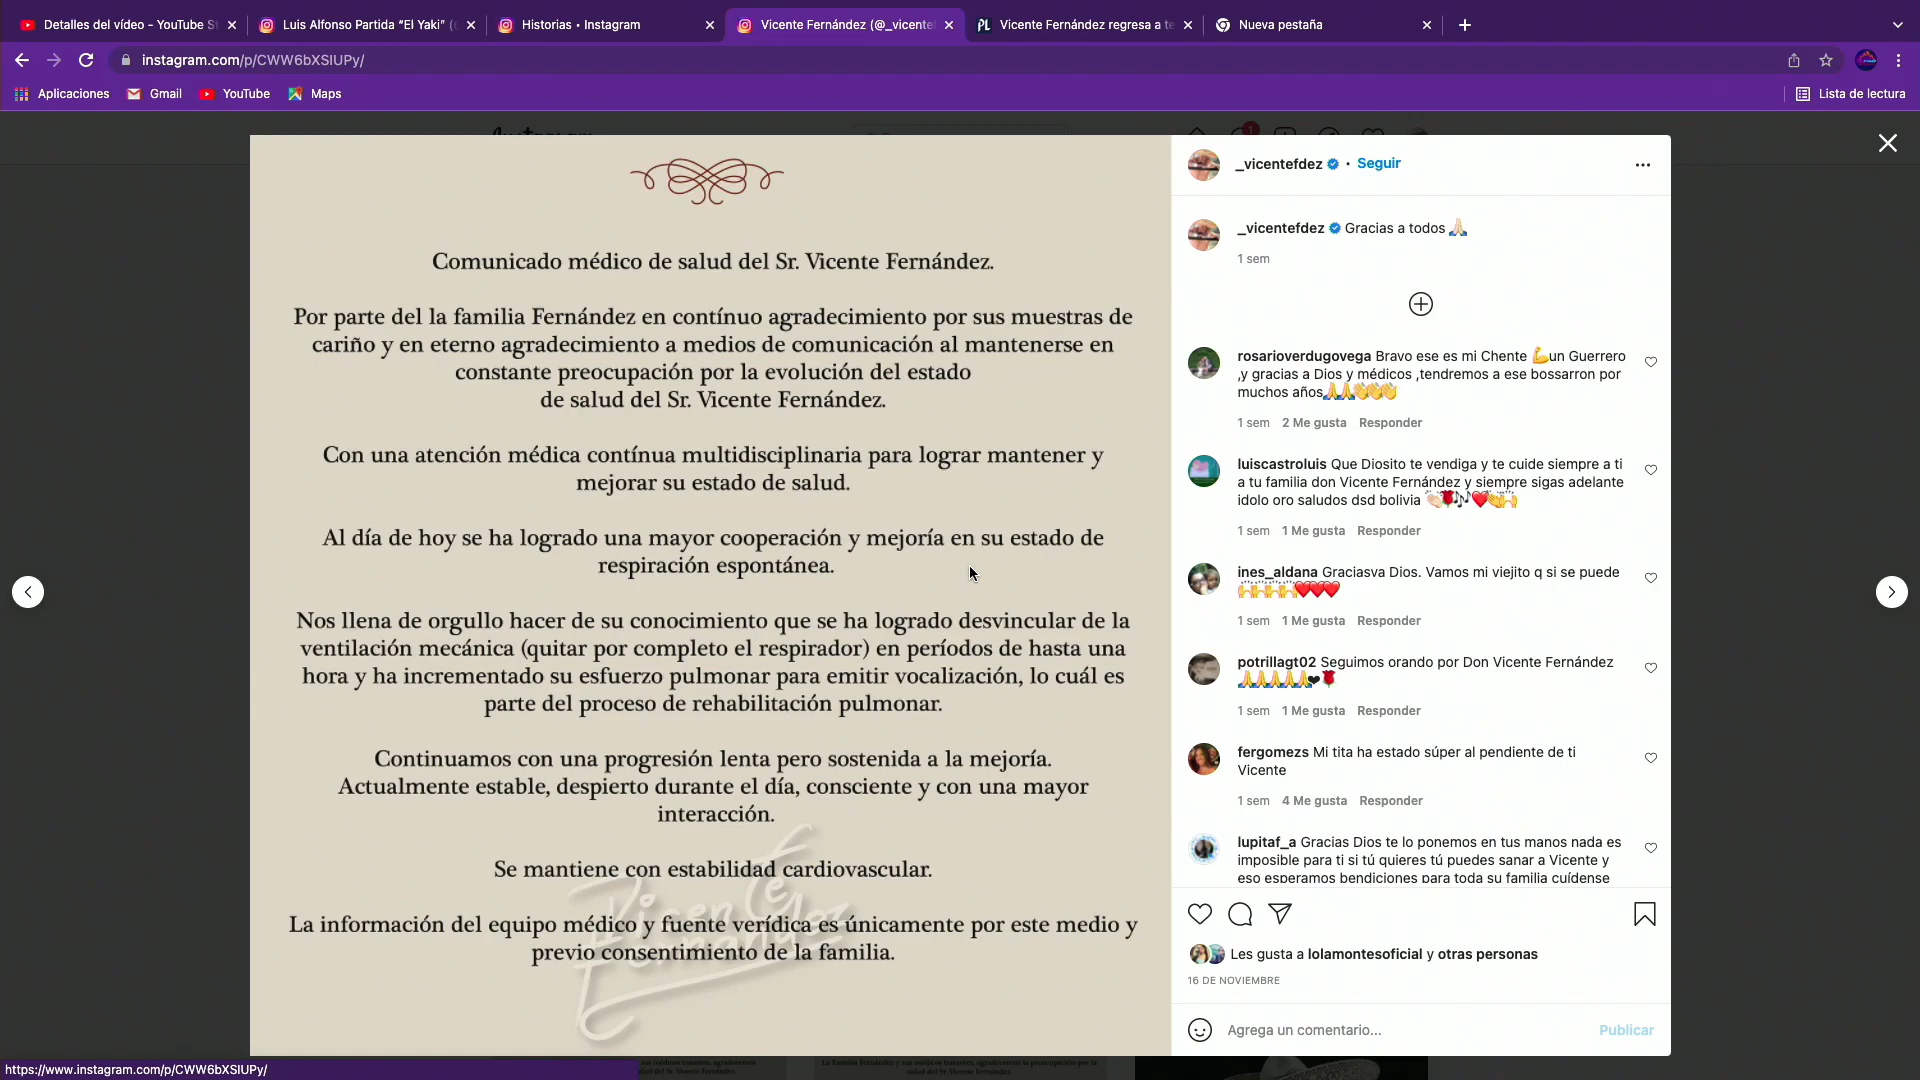 Detalles del vídeo - YouTube S
Luis Alfonso Partida "El Yaki" (
Historias • Instagram
Vicente Fernández (@_vicente
Vicente Fernández regresa a te
Nueva pestaña
instagram.com/p/CWW6bXSIUPy/
Aplicaciones
Gmail
YouTube
Maps
Lista de lectura
Comunicado médico de salud del Sr. Vicente Fernández.
Por parte del la familia Fernández en contínuo agradecimiento por sus muestras de
cariño y en eterno agradecimiento a medios de comunicación al mantenerse en
constante preocupación por la evolución del estado
de salud del Sr. Vicente Fernández.
Con una atención médica contínua multidisciplinaria para lograr mantener y
mejorar su estado de salud.
Al día de hoy se ha logrado una mayor cooperación y mejoría en su estado de
respiración espontánea.
Nos llena de orgullo hacer de su conocimiento que se ha logrado desvincular de la
ventilación mecánica (quitar por completo el respirador) en períodos de hasta una
hora y ha incrementado su esfuerzo pulmonar para emitir vocalización, lo cuál es
parte del proceso de rehabilitación pulmonar.
Continuamos con una progresión lenta pero sostenida a la mejoría.
Actualmente estable, despierto durante el día, consciente y con una mayor
interacción.
Se mantiene con estabilidad cardiovascular.
La información del equipo médico y fuente verídica es únicamente por este medio y
previo consentimiento de la familia.
Vicente
Fernández
_vicentefdez • Seguir
_vicentefdez Gracias a todos 🙏🏻
1 sem
rosarioverdugovega Bravo ese es mi Chente 💪un Guerrero
,y gracias a Dios y médicos ,tendremos a ese bossarron por
muchos años🙏🙏👏👏👏
1 sem 2 Me gusta Responder
luiscastroluis Que Diosito te vendiga y te cuide siempre a ti
a tu familia don Vicente Fernández y siempre sigas adelante
idolo oro saludos dsd bolivia 👏🏻🌹🎶❤️👏🙌
1 sem 1 Me gusta Responder
ines_aldana Graciasva Dios. Vamos mi viejito q si se puede
🙌🙌🙌🙌❤️❤️❤️
1 sem 1 Me gusta Responder
potrillagt02 Seguimos orando por Don Vicente Fernández
🙏🙏🙏🙏🙏❤🌹
1 sem 1 Me gusta Responder
fergomezs Mi tita ha estado súper al pendiente de ti
Vicente
1 sem 4 Me gusta Responder
lupitaf_a Gracias Dios te lo ponemos en tus manos nada es
imposible para ti si tú quieres tú puedes sanar a Vicente y
eso esperamos bendiciones para toda su familia cuídense
Les gusta a lolamontesoficial y otras personas
16 DE NOVIEMBRE
Agrega un comentario...
Publicar
https://www.instagram.com/p/CWW6bXSIUPy/